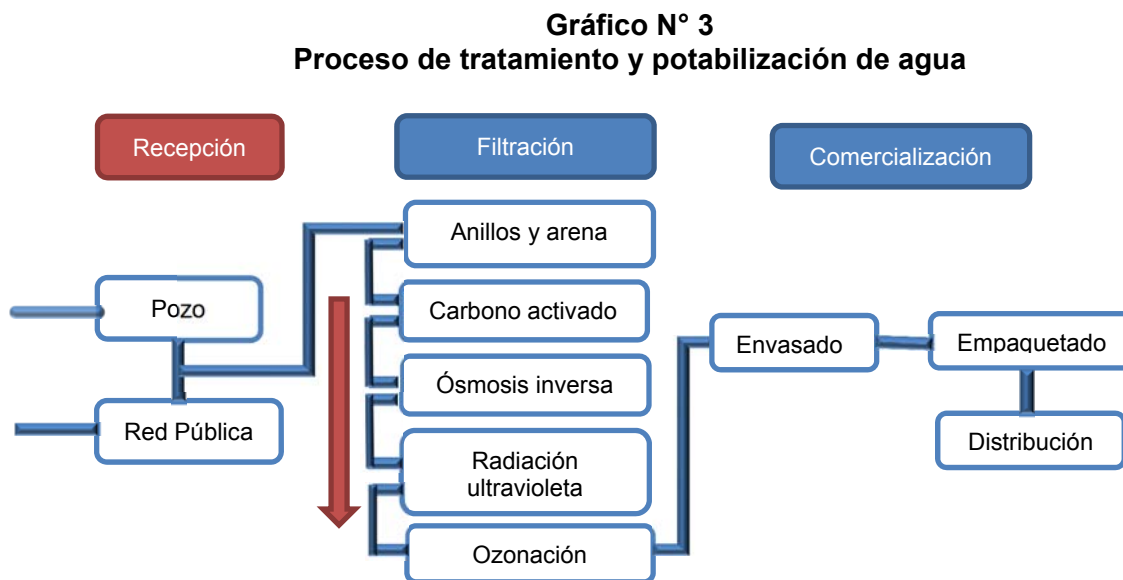 Gráfico N° 3
Proceso de tratamiento y potabilización de agua
Recepción
Filtración
Comercialización
Pozo
Red Pública
Anillos y arena
Carbono activado
Ósmosis inversa
Radiación
ultravioleta
Ozonación
Envasado
Empaquetado
Distribución